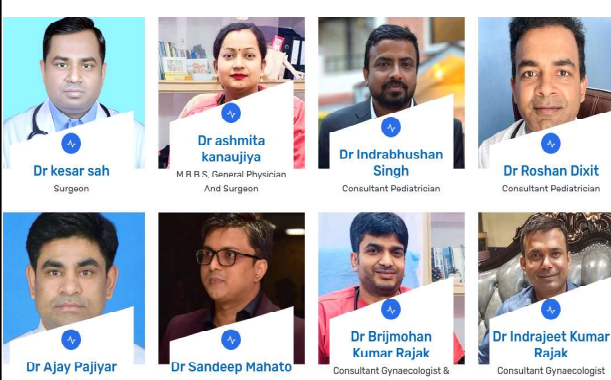 Dr kesar sah
Surgeon
Dr ashmita
kanaujiya
M.B.B.S, General Physician
And Surgeon
Dr Indrabhushan
Singh
Consultant Pediatrician
Dr Roshan Dixit
Consultant Pediatrician
Dr Ajay Pajiyar
Dr Sandeep Mahato
Dr Brijmohan
Kumar Rajak
Consultant Gynaecologist &
Dr Indrajeet Kumar
Rajak
Consultant Gynaecologist